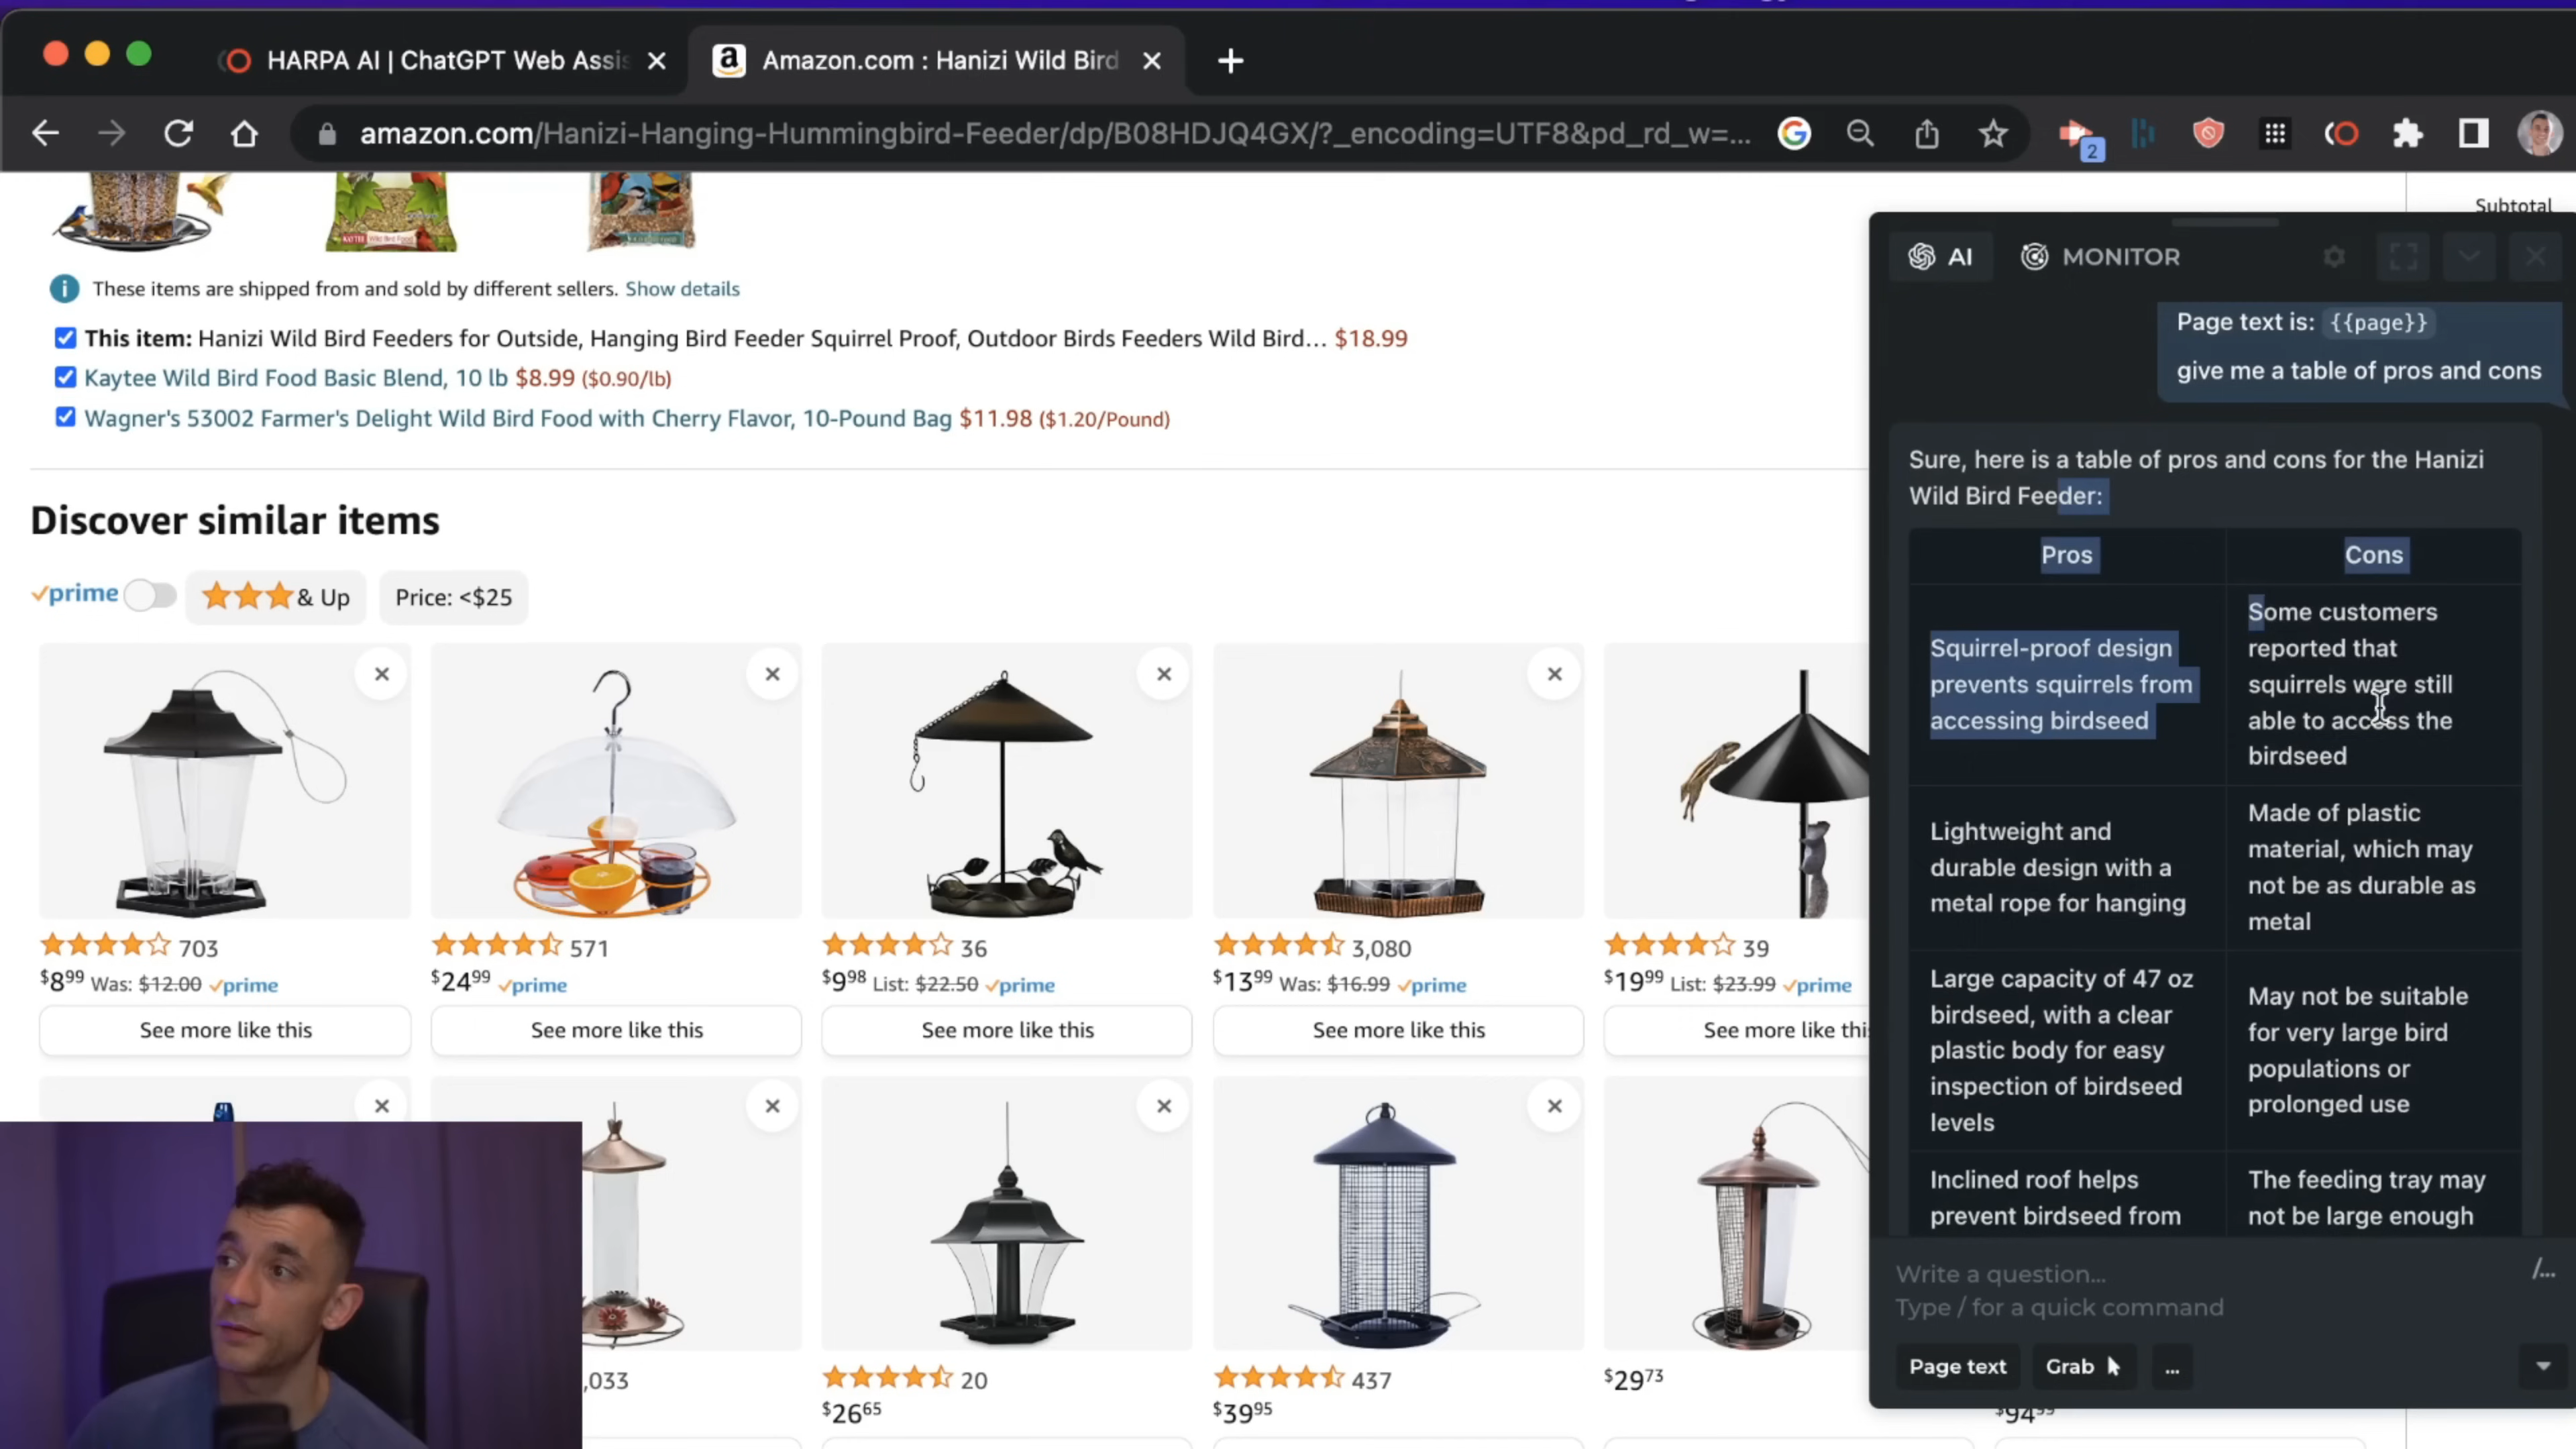 HARPA AI | ChatGPT Web Assis
Amazon.com : Hanizi Wild Bird
amazon.com/Hanizi-Hanging-Hummingbird-Feeder/dp/B08HDJQ4GX/?_encoding=UTF8&pd_rd_w=...
2
Subtotal
These items are shipped from and sold by different sellers. Show details
This item: Hanizi Wild Bird Feeders for Outside, Hanging Bird Feeder Squirrel Proof, Outdoor Birds Feeders Wild Bird... $18.99
Kaytee Wild Bird Food Basic Blend, 10 lb $8.99 ($0.90/lb)
Wagner's 53002 Farmer's Delight Wild Bird Food with Cherry Flavor, 10-Pound Bag $11.98 ($1.20/Pound)
Discover similar items
prime
& Up
Price: <$25
703
$8.99 Was: $12.00 prime
See more like this
571
$24.99 prime
See more like this
36
$9.98 List: $22.50 prime
See more like this
3,080
$13.99 Was: $16.99 prime
See more like this
39
$19.99 List: $23.99 prime
See more like this
,033
20
$26.65
437
$39.95
$29.73
AI
MONITOR
Page text is: {{page}}
give me a table of pros and cons
Sure, here is a table of pros and cons for the Hanizi
Wild Bird Feeder:
Pros
Cons
Squirrel-proof design
prevents squirrels from
accessing birdseed
Some customers
reported that
squirrels were still
able to access the
birdseed
Lightweight and
durable design with a
metal rope for hanging
Made of plastic
material, which may
not be as durable as
metal
Large capacity of 47 oz
birdseed, with a clear
plastic body for easy
inspection of birdseed
levels
May not be suitable
for very large bird
populations or
prolonged use
Inclined roof helps
prevent birdseed from
The feeding tray may
not be large enough
Write a question...
Type / for a quick command
/...
Page text
Grab
...